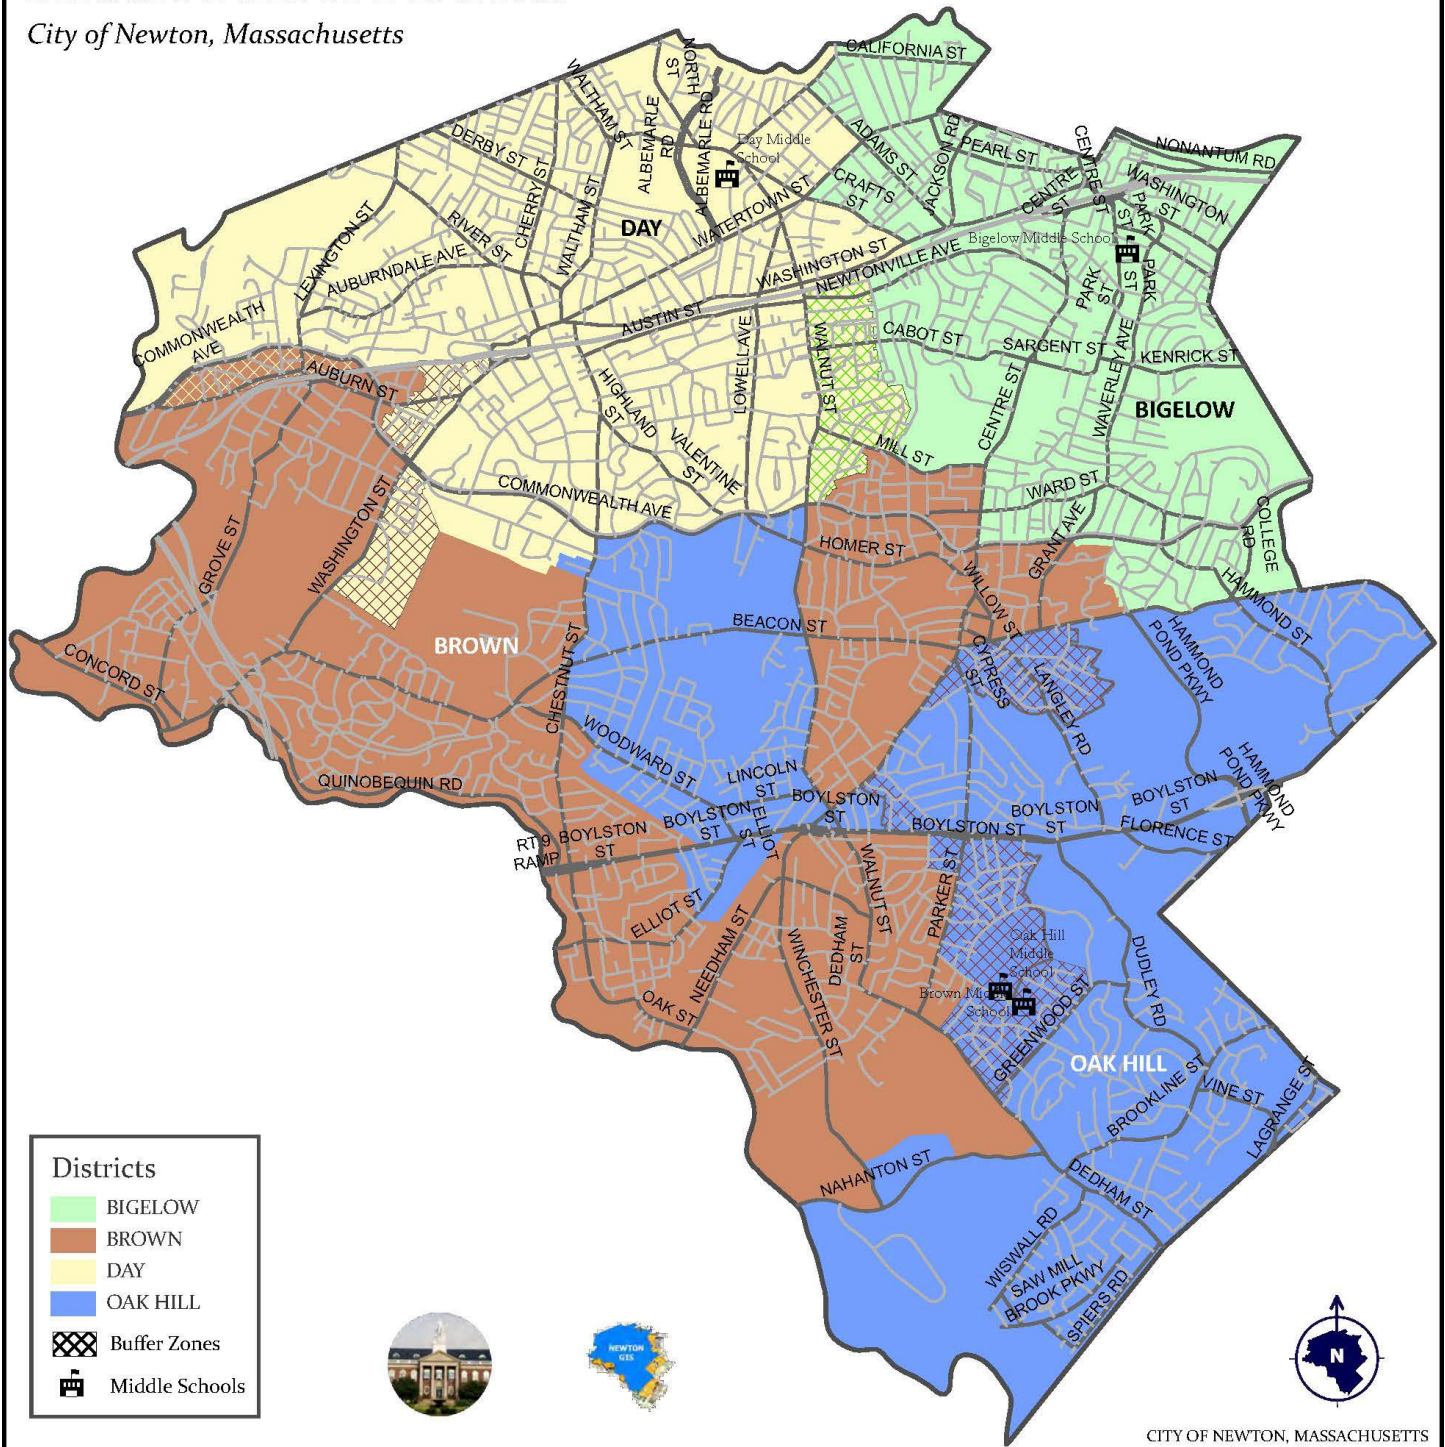 City of Newton, Massachusetts
CALIFORNIA ST
NORTH
ST
WALTHAM ST
ALBEMARLE
RD
ALBEMARLE RD
DERBY ST
CHERRY ST
Day Middle
School
ADAMS ST
JACKSON RD
PEARL ST
CENTRE ST
NONANTUM RD
WASHINGTON
ST
CRAFTS
ST
CENTRE
ST
PARK
ST
LEXINGTON ST
RIVER ST
WALTHAM ST
DAY
WATERTOWN ST
AUBURNDALE AVE
WASHINGTON ST
NEWTONVILLE AVE
Bigelow Middle School
PARK
ST
PARK
ST
COMMONWEALTH
AVE
AUSTIN ST
LOWELL AVE
WALNUT ST
CABOT ST
SARGENT ST
WAVERLEY AVE
KENRICK ST
AUBURN ST
HIGHLAND
ST
CENTRE ST
BIGELOW
VALENTINE
ST
MILL ST
COMMONWEALTH AVE
WARD ST
WASHINGTON ST
GROVE ST
HOMER ST
WILLOW ST
GRANT AVE
COLLEGE
RD
HAMMOND ST
BEACON ST
BROWN
CONCORD ST
CHESTNUT ST
CYPRESS
ST
LANGLEY RD
HAMMOND
POND PKWY
WOODWARD ST
LINCOLN
ST
QUINOBEQUIN RD
BOYLSTON
ST
BOYLSTON
ST
BOYLSTON
ST
BOYLSTON ST
BOYLSTON
ST
BOYLSTON
ST
HAMMOND
POND PKWY
RT 9
RAMP
ELLIOT
ST
FLORENCE ST
ELLIOT ST
NEEDHAM ST
WALNUT ST
PARKER ST
WINCHESTER ST
DEDHAM
ST
Oak Hill
Middle
School
DUDLEY RD
OAK ST
Brown Middle
School
GREENWOOD ST
OAK HILL
BROOKLINE ST
VINE ST
LAGRANGE ST
NAHANTON ST
DEDHAM ST
WISWALL RD
SAW MILL
BROOK PKWY
SPIERS RD
Districts
BIGELOW
BROWN
DAY
OAK HILL
Buffer Zones
Middle Schools
NEWTON
GIS
N
CITY OF NEWTON, MASSACHUSETTS